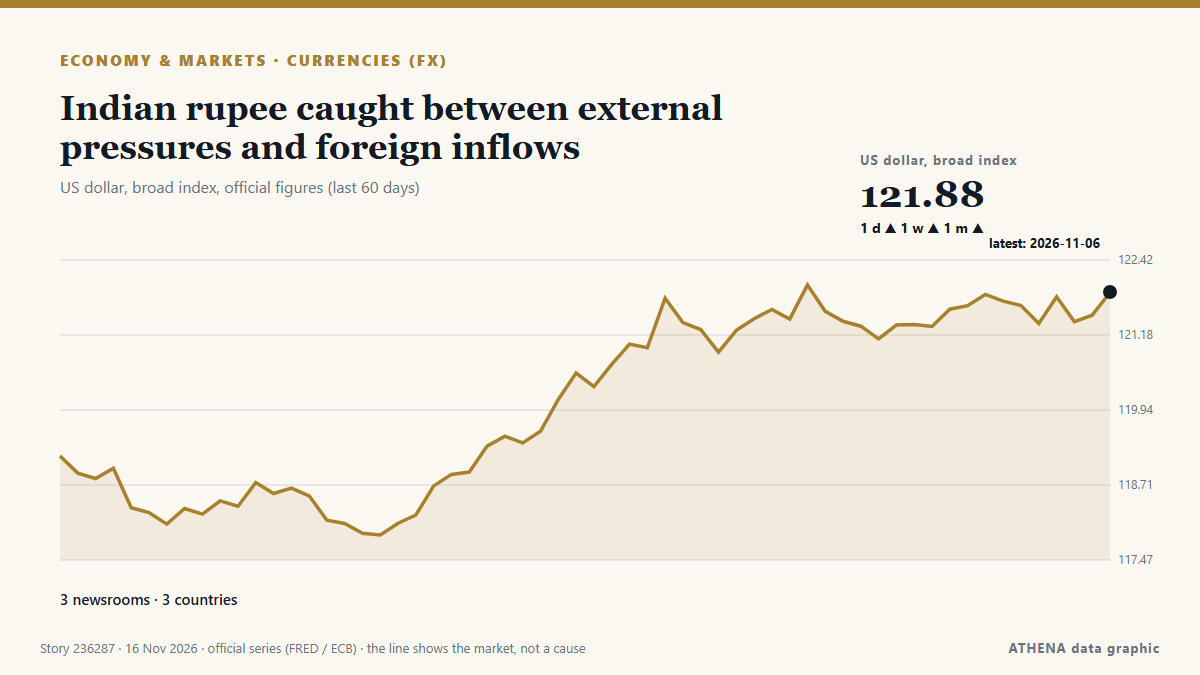 ECONOMY & MARKETS · CURRENCIES (FX)
Indian rupee caught between external
pressures and foreign inflows
US dollar, broad index, official figures (last 60 days)
US dollar, broad index
121.88
1 d ▲ 1 w ▲ 1 m ▲
latest: 2026-11-06
122.42
121.18
119.94
118.71
117.47
3 newsrooms · 3 countries
Story 236287 · 16 Nov 2026 · official series (FRED / ECB) · the line shows the market, not a cause
ATHENA data graphic